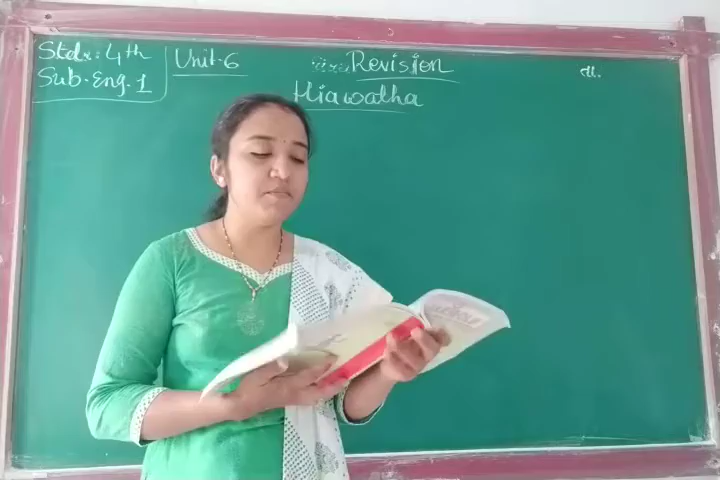 Std: 4th
Sub. Eng. 1
Unit-6
Revision
Hiawatha